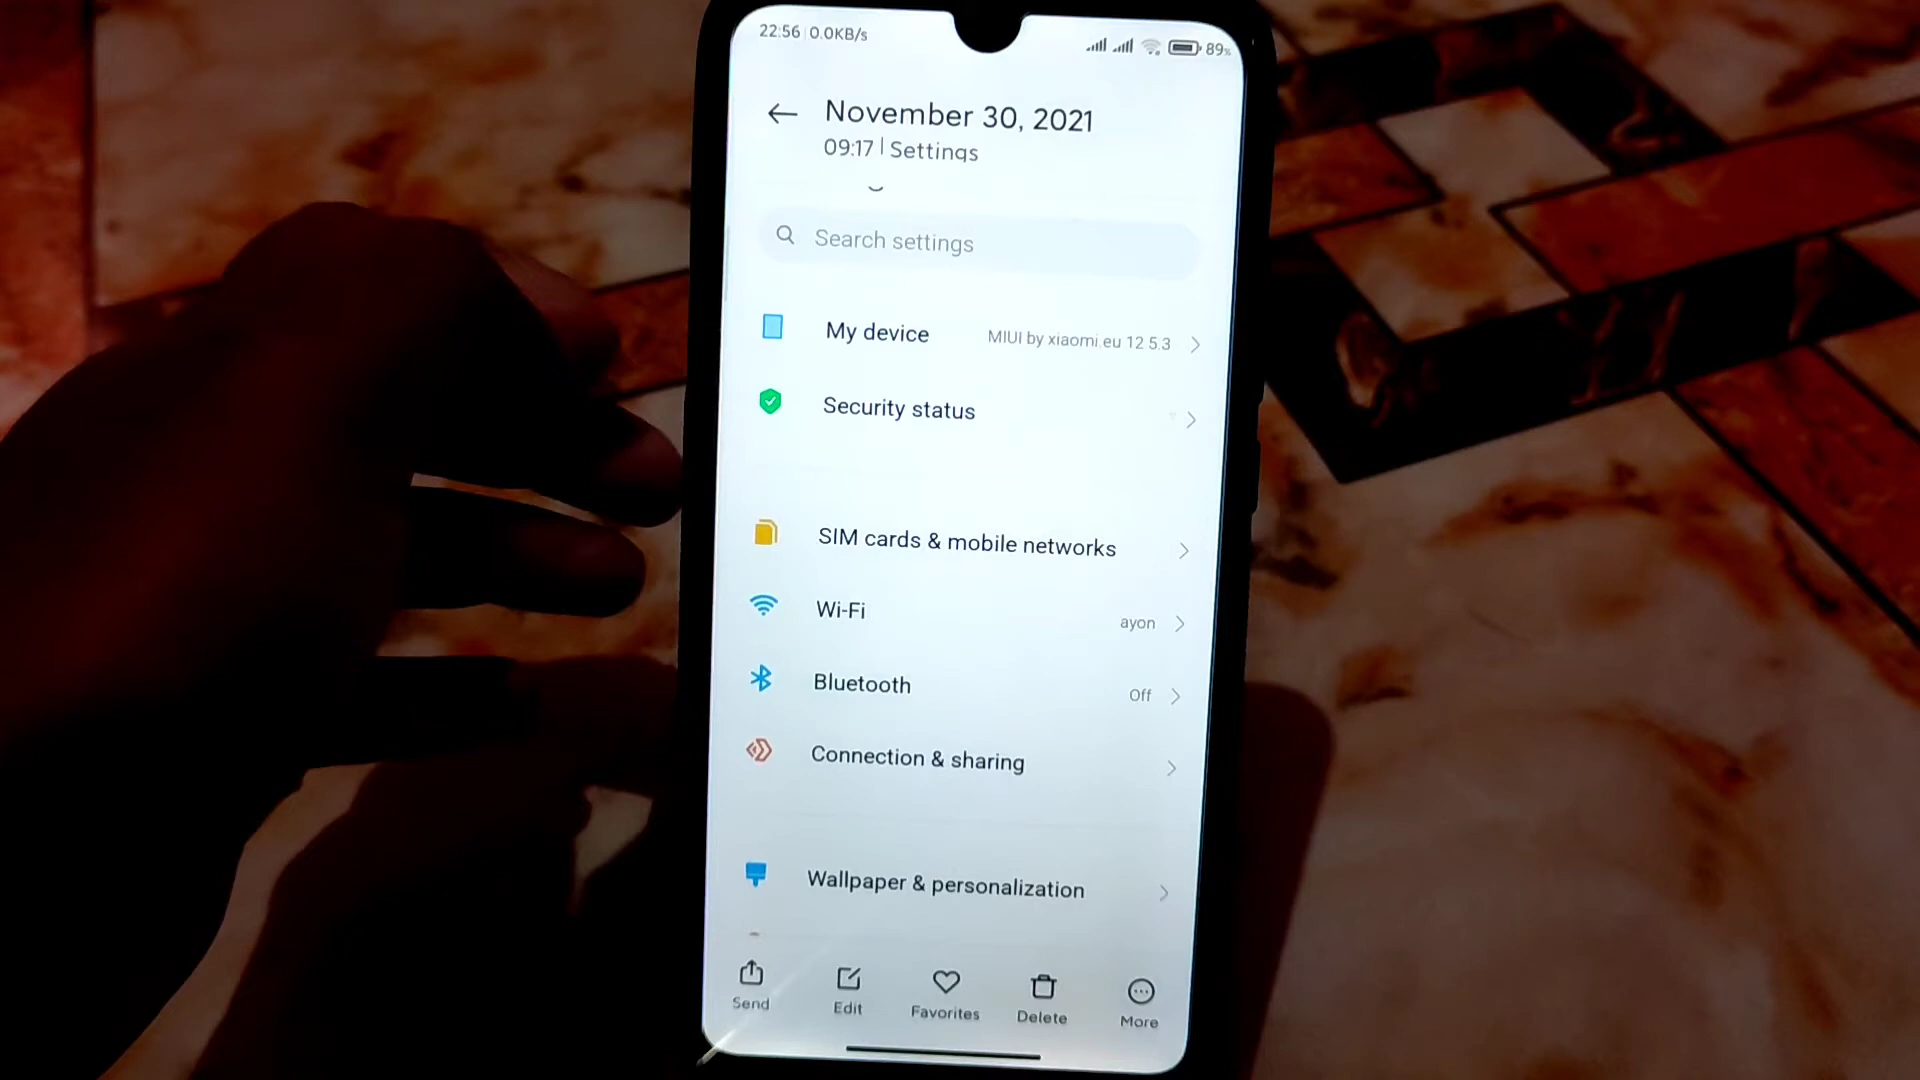 22:56 0.0KB/s
89%
November 30, 2021
09:17 | Settings
Search settings
My device MIUI by xiaomi.eu 12 5.3
Security status
SIM cards & mobile networks
Wi-Fi ayon
Bluetooth Off
Connection & sharing
Wallpaper & personalization
Send Edit Favorites Delete More